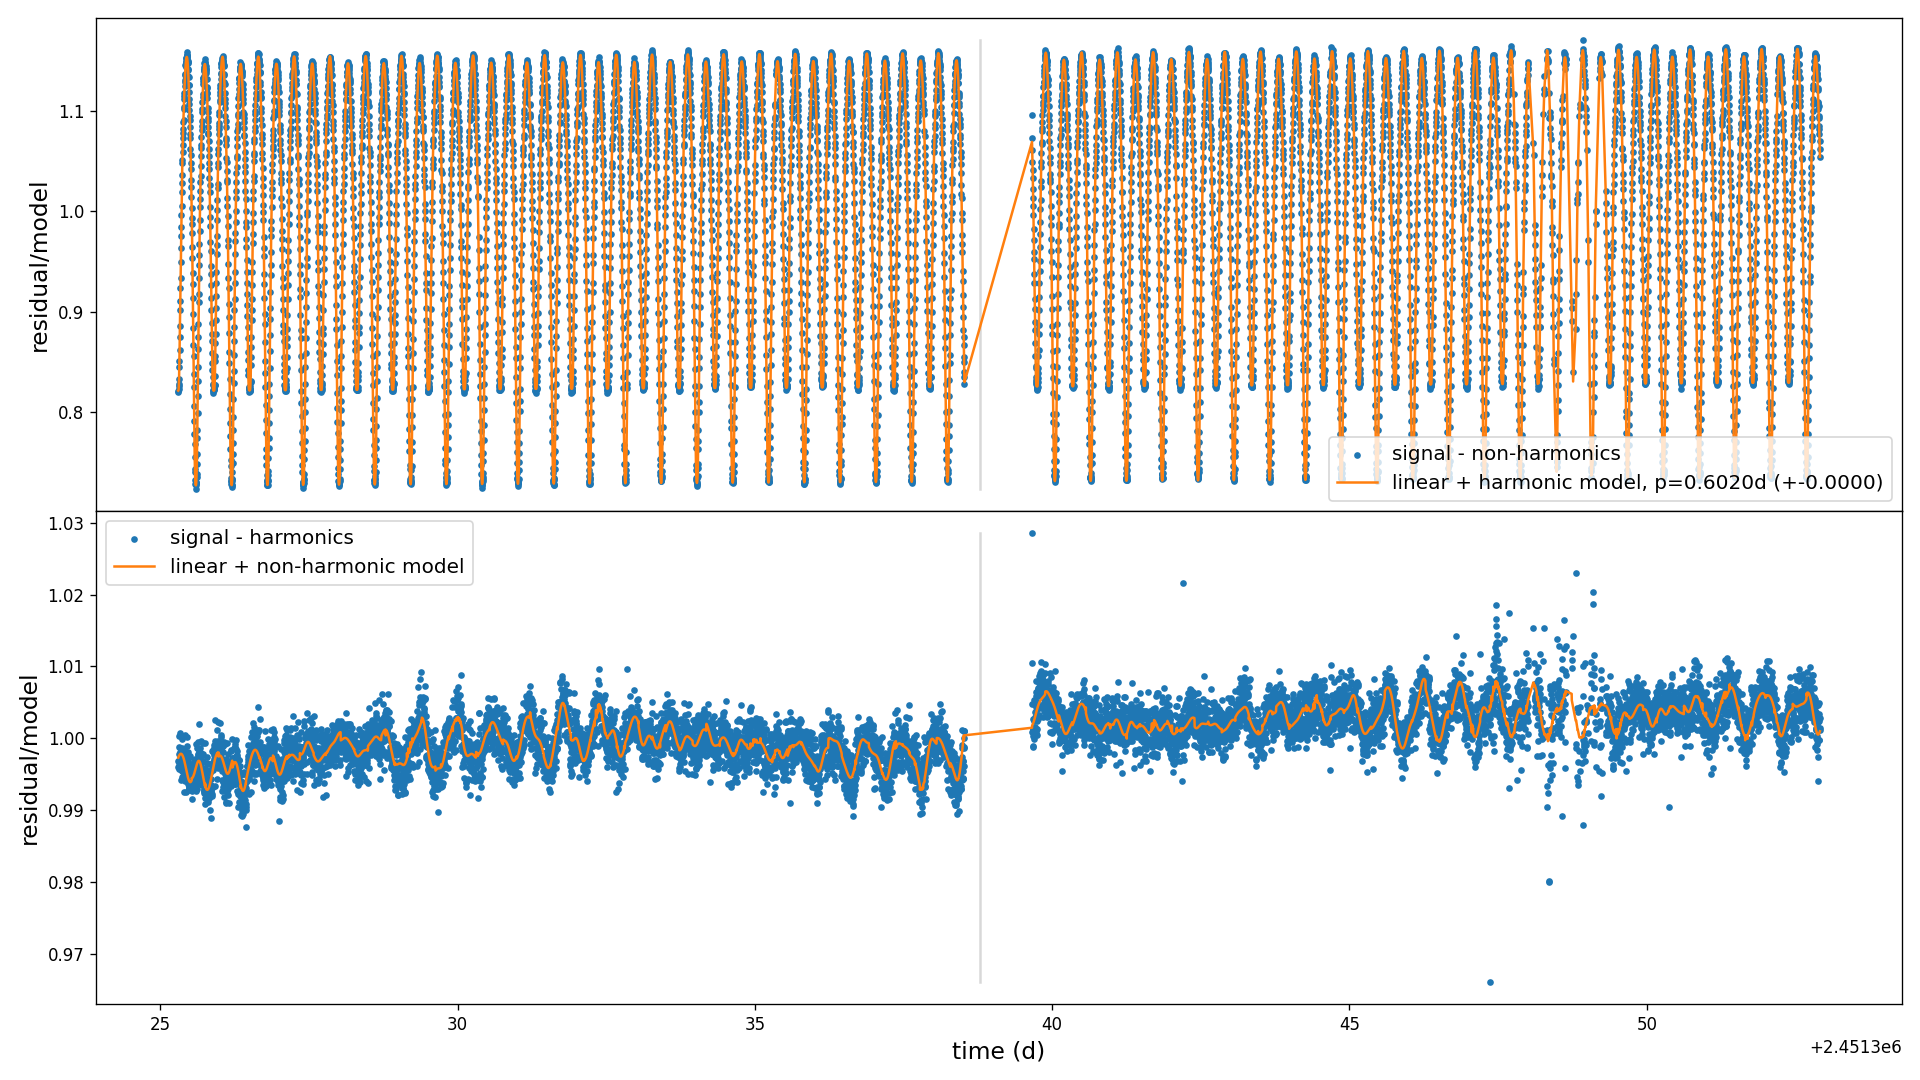 residual/model
1.1
1.0
0.9
0.8
signal - non-harmonics
linear + harmonic model, p=0.6020d (+-0.0000)
residual/model
1.03
1.02
1.01
1.00
0.99
0.98
0.97
signal - harmonics
linear + non-harmonic model
25 30 35 40 45 50
time (d)
+2.4513e6